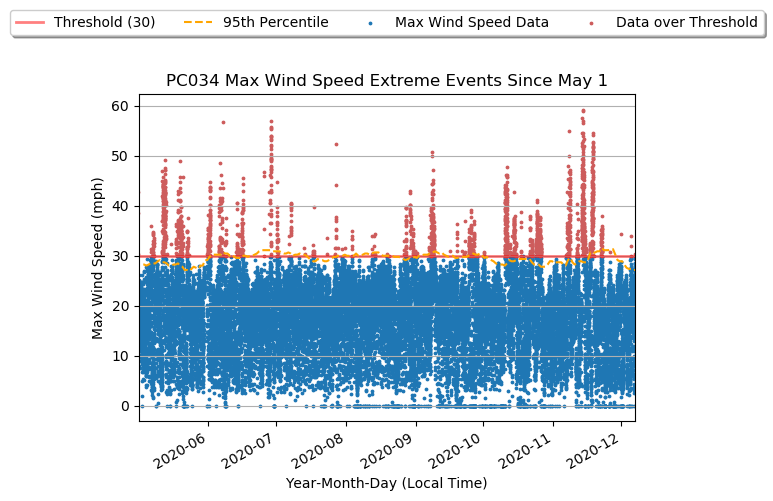 Threshold (30) 95th Percentile Max Wind Speed Data Data over Threshold
PC034 Max Wind Speed Extreme Events Since May 1
60
50
40
30
20
10
0
Max Wind Speed (mph)
2020-06 2020-07 2020-08 2020-09 2020-10 2020-11 2020-12
Year-Month-Day (Local Time)